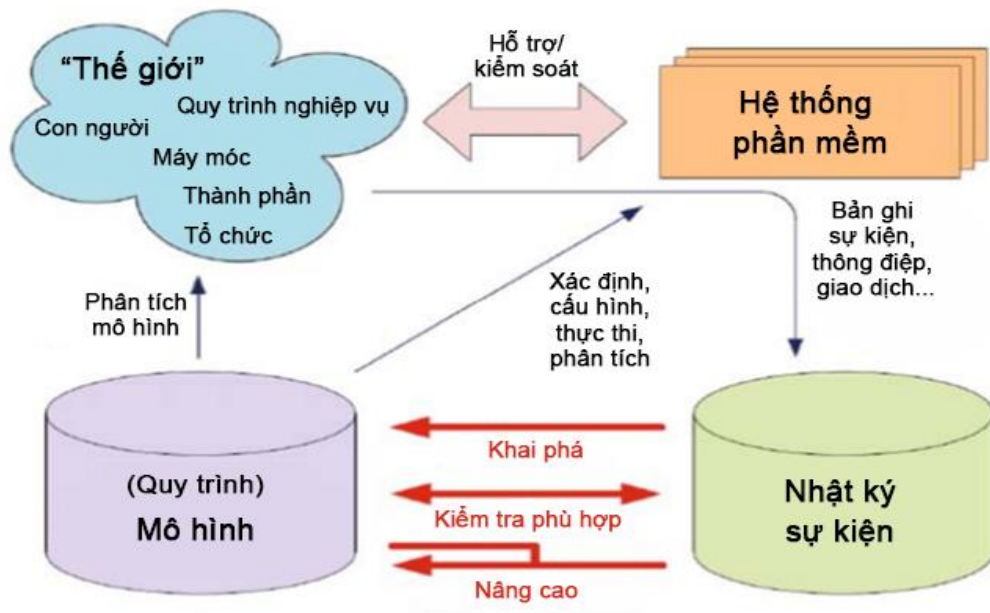 “Thế giới”
Quy trình nghiệp vụ
Con người
Máy móc
Thành phần
Tổ chức
Hỗ trợ/
kiểm soát
Hệ thống
phần mềm
Bản ghi
sự kiện,
thông điệp,
giao dịch...
Phân tích
mô hình
Xác định,
cấu hình,
thực thi,
phân tích
(Quy trình)
Mô hình
Khai phá
Kiểm tra phù hợp
Nâng cao
Nhật ký
sự kiện